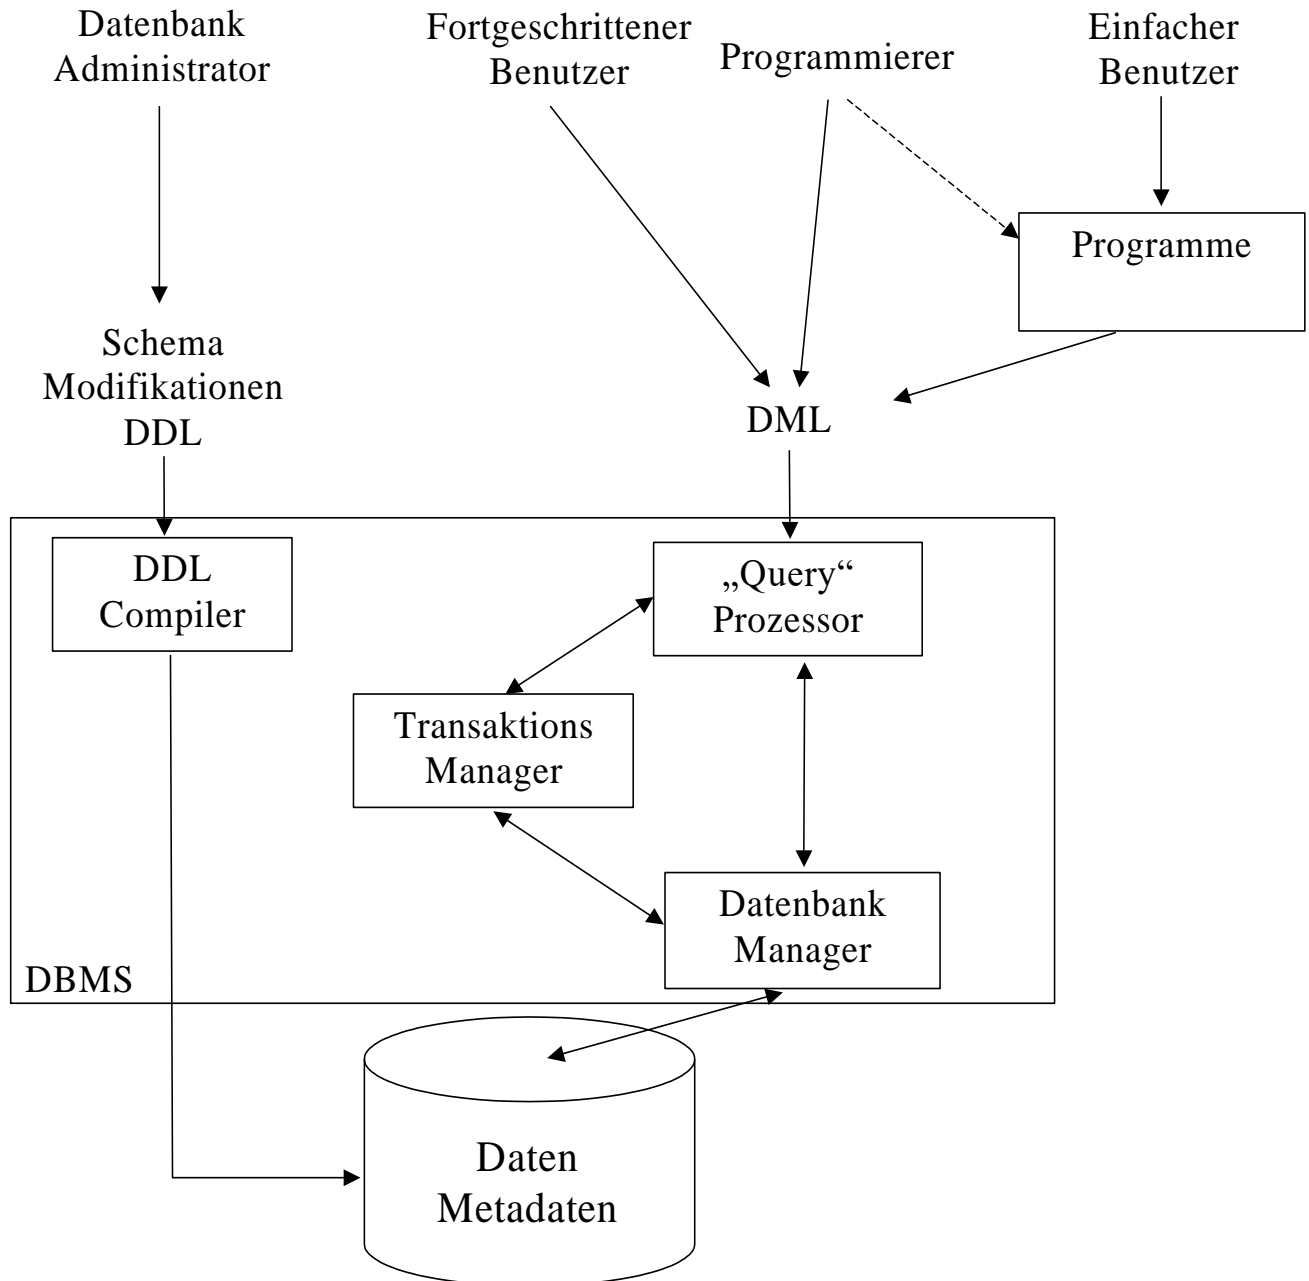 Datenbank
Administrator
Fortgeschrittener
Benutzer
Programmierer
Einfacher
Benutzer
Programme
Schema
Modifikationen
DDL
DML
DDL
Compiler
„Query“
Prozessor
Transaktions
Manager
Datenbank
Manager
DBMS
Daten
Metadaten